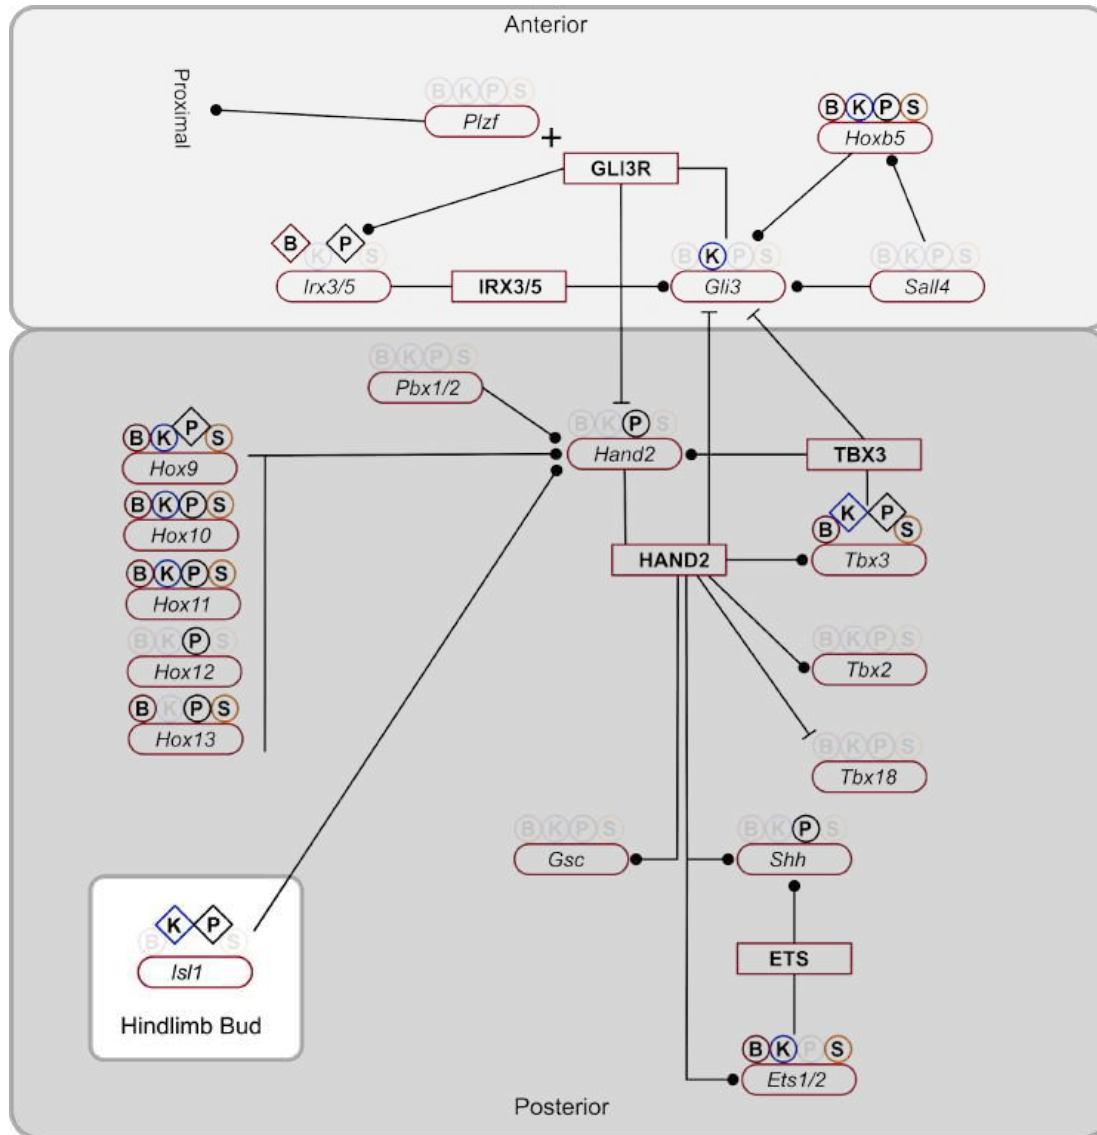 Anterior
Proximal
B K P S
Plzf
+
B K P S
Hoxb5
GLI3R
B K P S
Irx3/5
IRX3/5
B K P S
Gli3
B K P S
Sall4
B K P S
Pbx1/2
B K P S
Hox9
B K P S
Hand2
TBX3
B K P S
Hox10
HAND2
B K P S
Tbx3
B K P S
Hox11
B K P S
Hox12
B K P S
Tbx2
B K P S
Hox13
B K P S
Tbx18
B K P S
Gsc
B K P S
Shh
B K P S
Isl1
Hindlimb Bud
ETS
B K P S
Ets1/2
Posterior